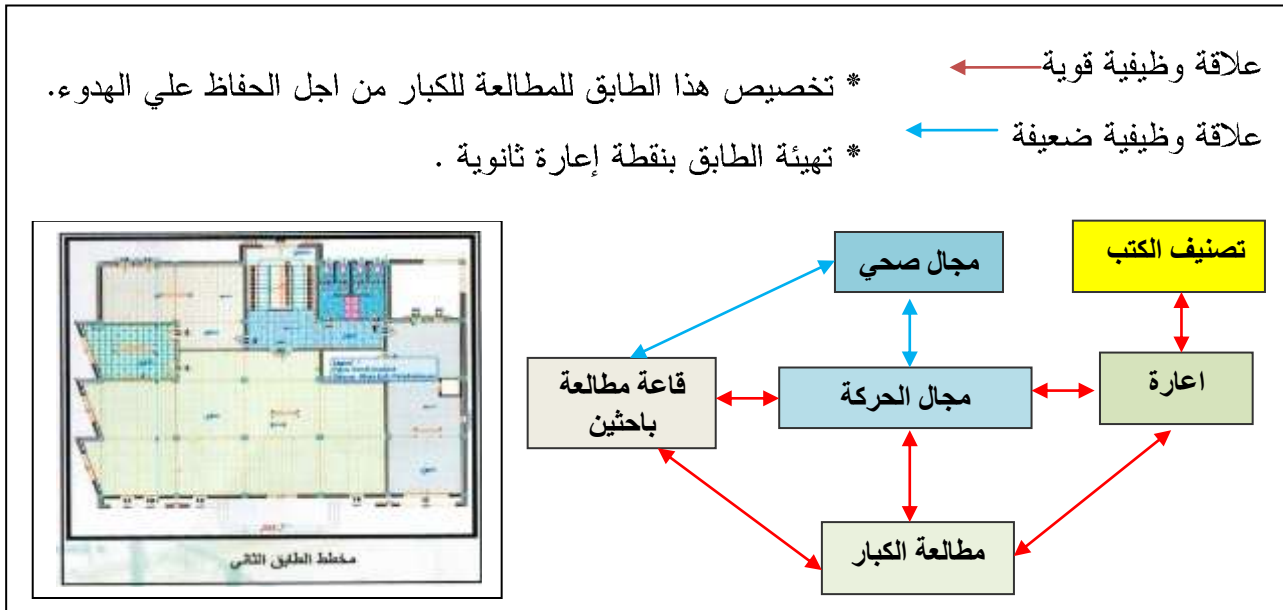 علاقة وظيفية قوية
علاقة وظيفية ضعيفة
* تخصيص هذا الطابق للمطالعة للكبار من اجل الحفاظ علي الهدوء.
* تهيئة الطابق بنقطة إعارة ثانوية .
تصنيف الكتب
مجال صحي
اعارة
مجال الحركة
قاعة مطالعة
باحثين
مطالعة الكبار
مخطط الطابق الثاني